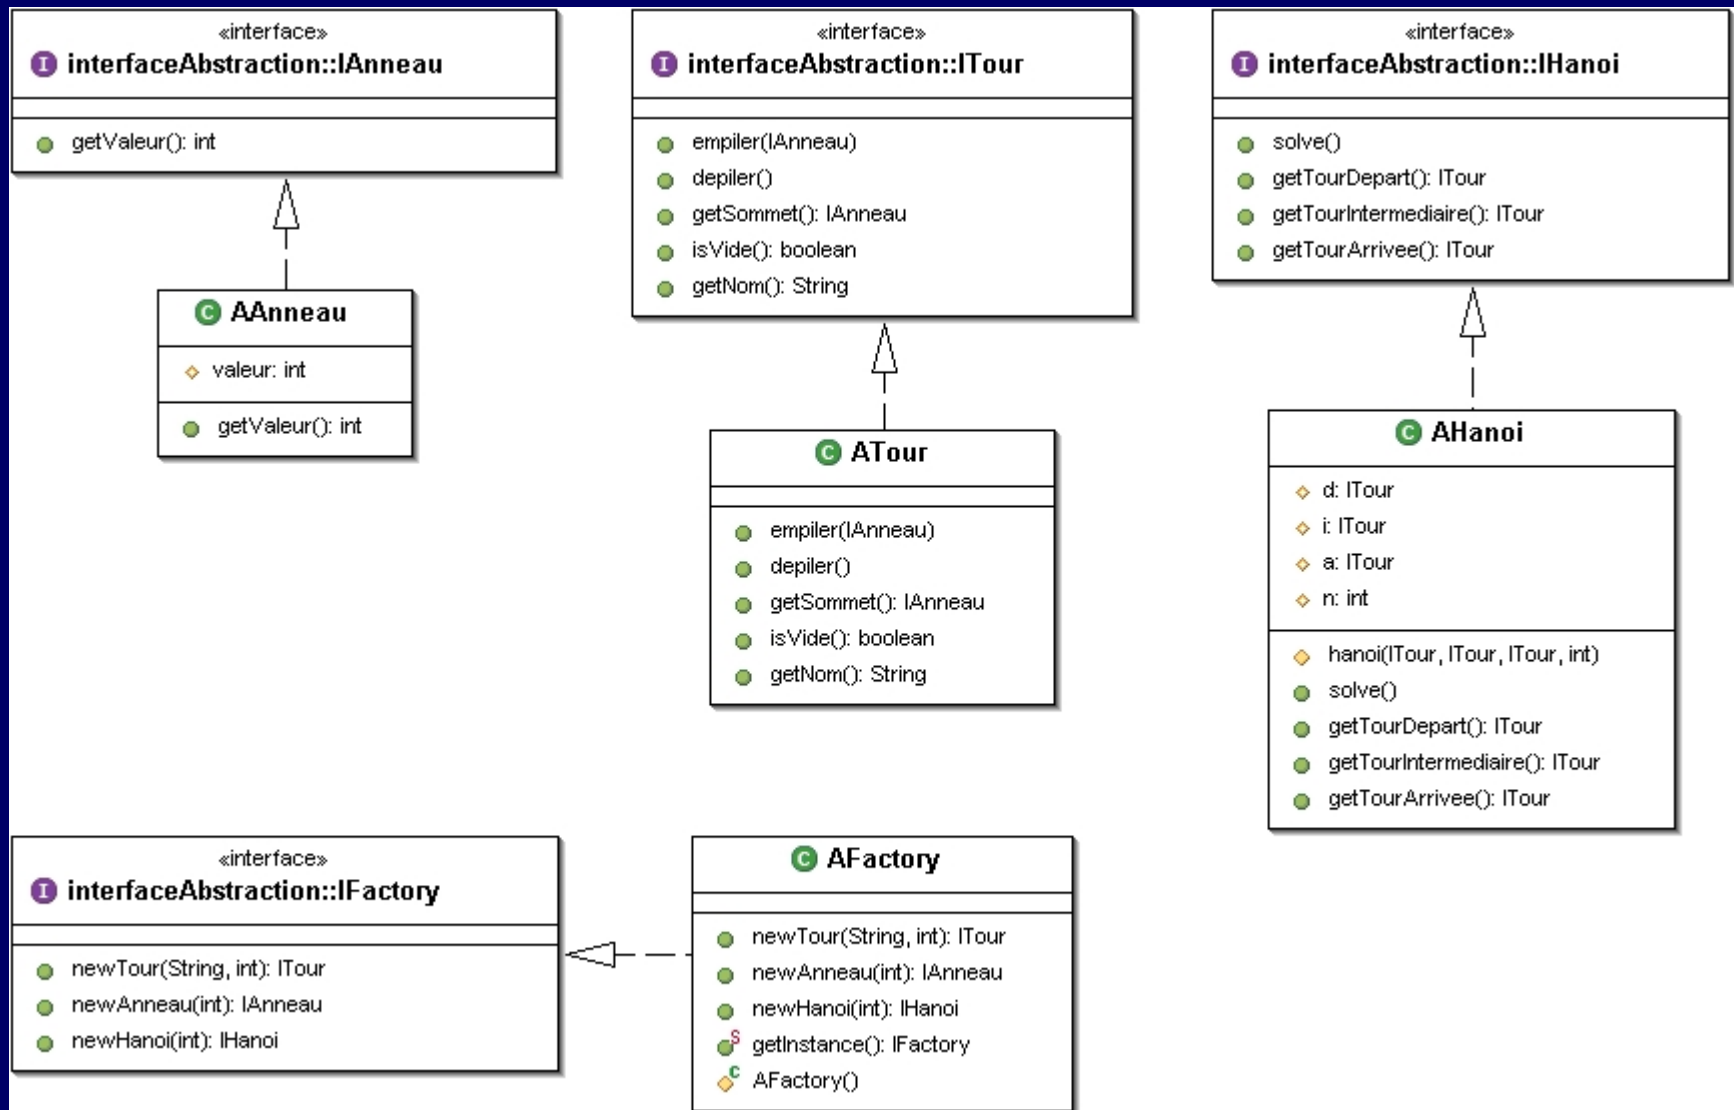 «interface»
interfaceAbstraction::IAnneau
getValeur(): int
AAnneau
valeur: int
getValeur(): int
«interface»
interfaceAbstraction::ITour
empiler(IAnneau)
depiler()
getSommet(): IAnneau
isVide(): boolean
getNom(): String
ATour
empiler(IAnneau)
depiler()
getSommet(): IAnneau
isVide(): boolean
getNom(): String
«interface»
interfaceAbstraction::IHanoi
solve()
getTourDepart(): ITour
getTourIntermediaire(): ITour
getTourArrivee(): ITour
AHanoi
d: ITour
i: ITour
a: ITour
n: int
hanoi(ITour, ITour, ITour, int)
solve()
getTourDepart(): ITour
getTourIntermediaire(): ITour
getTourArrivee(): ITour
«interface»
interfaceAbstraction::IFactory
newTour(String, int): ITour
newAnneau(int): IAnneau
newHanoi(int): IHanoi
AFactory
newTour(String, int): ITour
newAnneau(int): IAnneau
newHanoi(int): IHanoi
getInstance(): IFactory
AFactory()